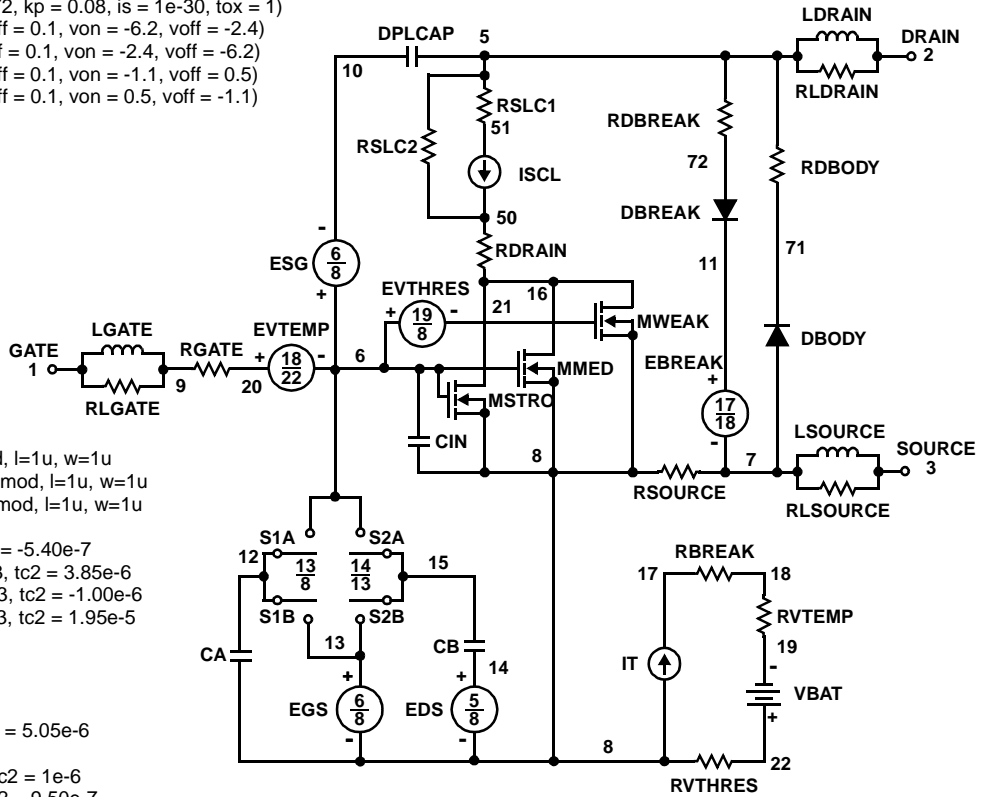 2, kp = 0.08, is = 1e-30, tox = 1)
ff = 0.1, von = -6.2, voff = -2.4)
f = 0.1, von = -2.4, voff = -6.2)
ff = 0.1, von = -1.1, voff = 0.5)
ff = 0.1, von = 0.5, voff = -1.1)
LDRAIN
DRAIN
2
RLDRAIN
DPLCAP
5
10
RSLC1
51
RSLC2
ISCL
50
RDRAIN
RDBREAK
72
RDBODY
DBREAK
11
71
ESG
6
8
-
+
EVTHRES
+
19
8
-
21
16
MWEAK
EBREAK
+
17
18
-
DBODY
LGATE
GATE
1
RLGATE
9
RGATE
20
EVTEMP
+
18
22
-
6
MMED
MSTRO
CIN
8
RSOURCE
7
LSOURCE
SOURCE
3
RLSOURCE
, l=1u, w=1u
mod, l=1u, w=1u
mod, l=1u, w=1u
= -5.40e-7
, tc2 = 3.85e-6
3, tc2 = -1.00e-6
3, tc2 = 1.95e-5
= 5.05e-6
c2 = 1e-6
S1A
S2A
12
13
8
14
13
15
S1B
S2B
13
CA
CB
14
+
EGS
6
8
-
+
EDS
5
8
-
RBREAK
17
18
RVTEMP
19
IT
-
VBAT
+
8
22
RVTHRES